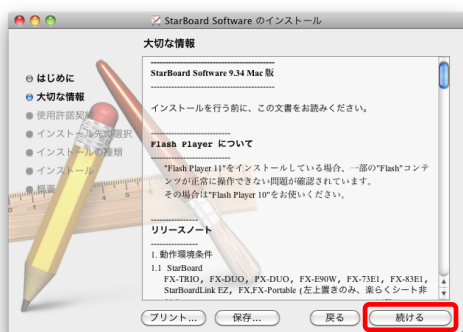 StarBoard Software のインストール
大切な情報
はじめに
大切な情報
使用許諾契約
インストール先の選択
インストールの種類
インストール
概要
--------------------------------------------
StarBoard Software 9.34 Mac 版
--------------------------------------------
インストールを行う前に、この文書をお読みください。
----------------------------
Flash Player について
----------------------------
"Flash Player 11"をインストールしている場合、一部の"Flash"コンテ
ンツが正常に操作できない問題が確認されています。
その場合は"Flash Player 10"をお使いください。
-----------------
リリースノート
-----------------
1. 動作環境条件
1.1 StarBoard
FX-TRIO, FX-DUO, PX-DUO, FX-E90W, FX-73E1, FX-83E1,
StarBoardLink EZ, FX,FX-Portable (左上置きのみ、楽らくシート非
プリント...
保存...
戻る
続ける